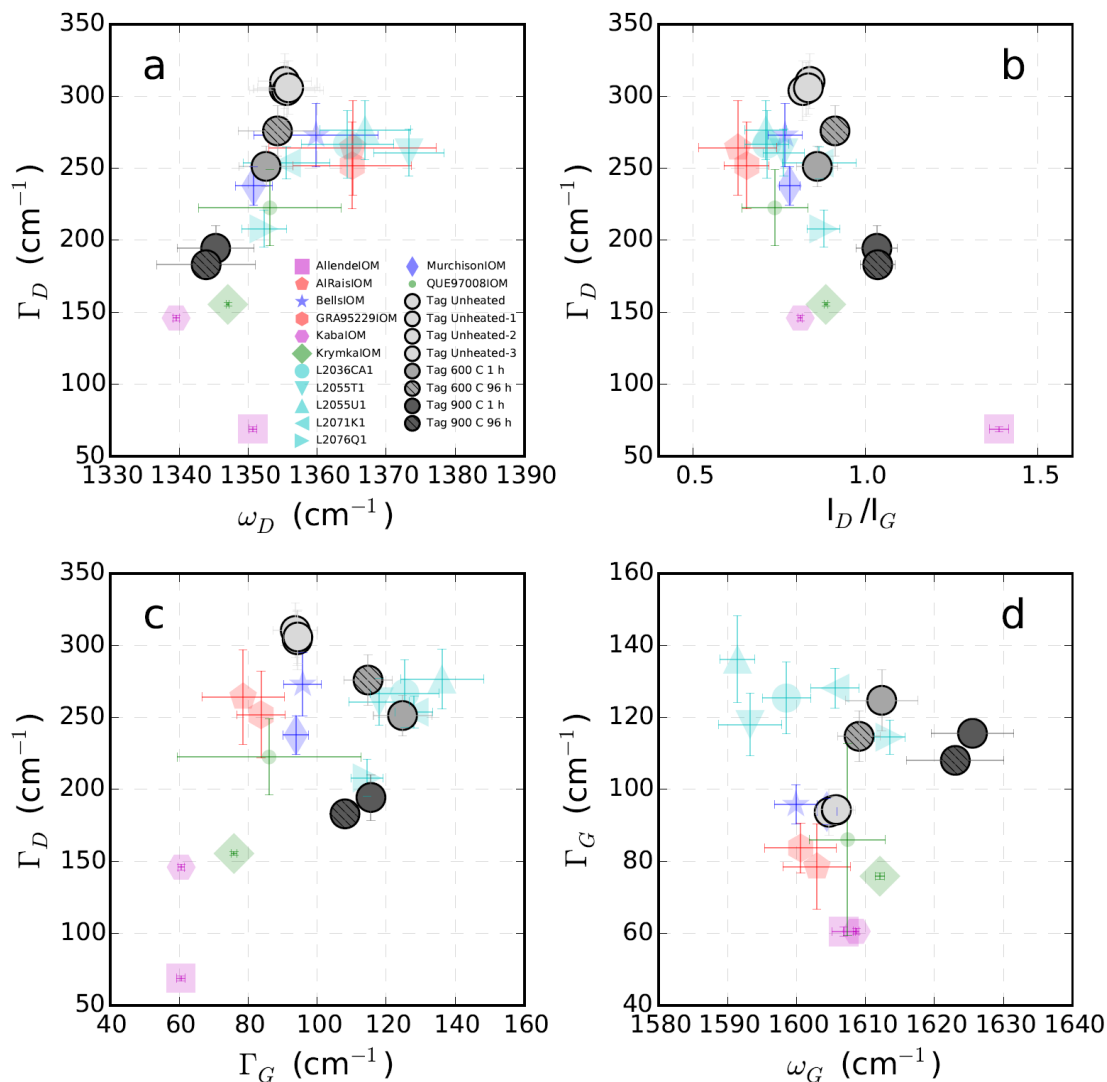 350
300
250
200
150
100
50
Γ_D (cm⁻¹)
a
AllendeIOM
AlRaisIOM
BellsIOM
GRA95229IOM
KabaIOM
KrymkaIOM
L2036CA1
L2055T1
L2055U1
L2071K1
L2076Q1
MurchisonIOM
QUE97008IOM
Tag Unheated
Tag Unheated-1
Tag Unheated-2
Tag Unheated-3
Tag 600 C 1 h
Tag 600 C 96 h
Tag 900 C 1 h
Tag 900 C 96 h
1330 1340 1350 1360 1370 1380 1390
ω_D (cm⁻¹)
350
300
250
200
150
100
50
Γ_D (cm⁻¹)
b
0.5 1.0 1.5
I_D/I_G
350
300
250
200
150
100
50
Γ_D (cm⁻¹)
c
40 60 80 100 120 140 160
Γ_G (cm⁻¹)
160
140
120
100
80
60
40
Γ_G (cm⁻¹)
d
1580 1590 1600 1610 1620 1630 1640
ω_G (cm⁻¹)